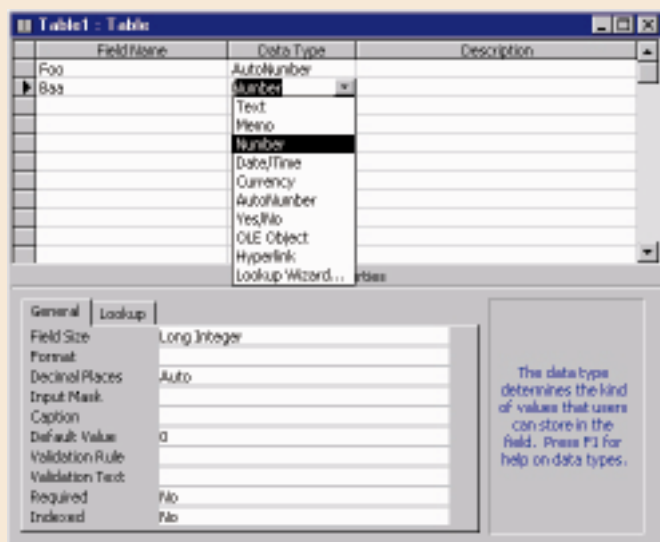 Table1 : Table
Field Name Data Type Description
Foo AutoNumber
Baa Number
Text
Memo
Number
Date/Time
Currency
AutoNumber
Yes/No
OLE Object
Hyperlink
Lookup Wizard...
erties
General Lookup
Field Size Long Integer
Format
Decimal Places Auto
Input Mask
Caption
Default Value 0
Validation Rule
Validation Text
Required No
Indexed No
The data type
determines the kind
of values that users
can store in the
field. Press F1 for
help on data types.